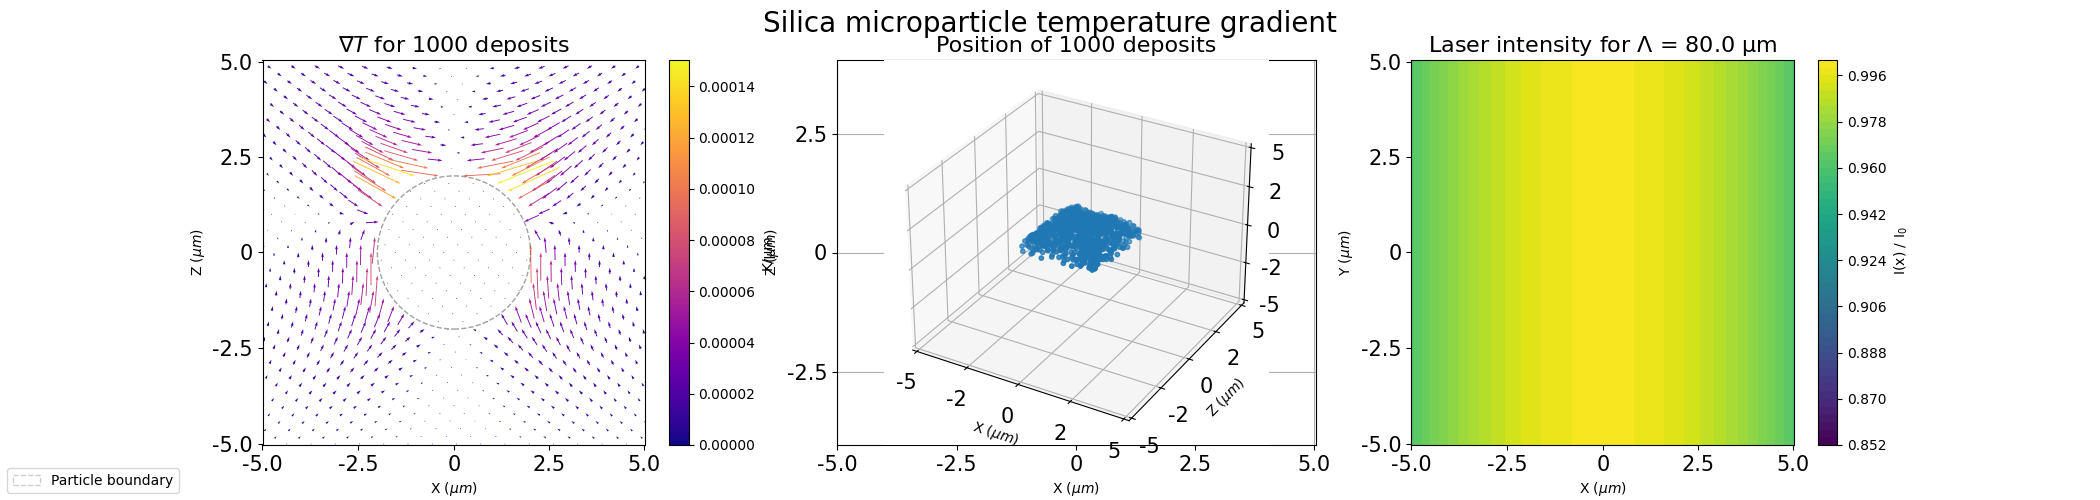 Silica microparticle temperature gradient
∇T for 1000 deposits
5.0
2.5
0
-2.5
-5.0
Z (μm)
-5.0 -2.5 0 2.5 5.0
X (μm)
0.00014
0.00012
0.00010
0.00008
0.00006
0.00004
0.00002
0.00000
Particle boundary
Position of 1000 deposits
2.5
0
-2.5
Z (μm)
-5.0 -2.5 0 2.5 5.0
X (μm)
-5 -2 0 2 5
X (μm)
-5 -2 0 2 5
Z (μm)
5
2
0
-2
-5
Laser intensity for Λ = 80.0 μm
5.0
2.5
0
-2.5
-5.0
Y (μm)
-5.0 -2.5 0 2.5 5.0
X (μm)
0.996
0.978
0.960
0.942
0.924
0.906
0.888
0.870
0.852
I(x) / I₀